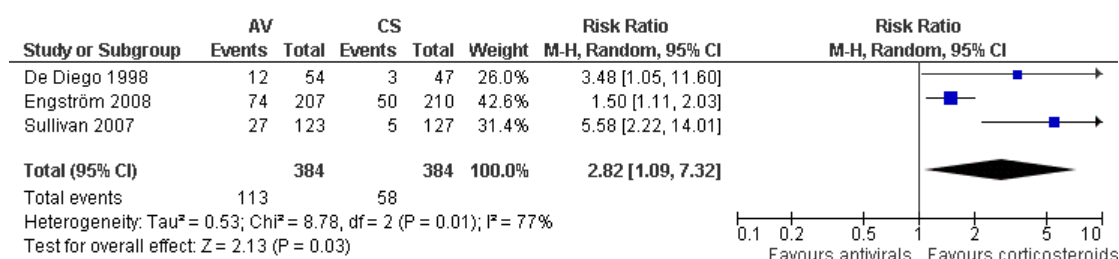 AV CS Risk Ratio Risk Ratio
Study or Subgroup Events Total Events Total Weight M-H, Random, 95% CI M-H, Random, 95% CI
De Diego 1998 12 54 3 47 26.0% 3.48 [1.05, 11.60]
Engström 2008 74 207 50 210 42.6% 1.50 [1.11, 2.03]
Sullivan 2007 27 123 5 127 31.4% 5.58 [2.22, 14.01]
Total (95% CI) 384 384 100.0% 2.82 [1.09, 7.32]
Total events 113 58
Heterogeneity: Tau² = 0.53; Chi² = 8.78, df = 2 (P = 0.01); I² = 77%
Test for overall effect: Z = 2.13 (P = 0.03)
0.1 0.2 0.5 1 2 5 10
Favours antivirals Favours corticosteroids